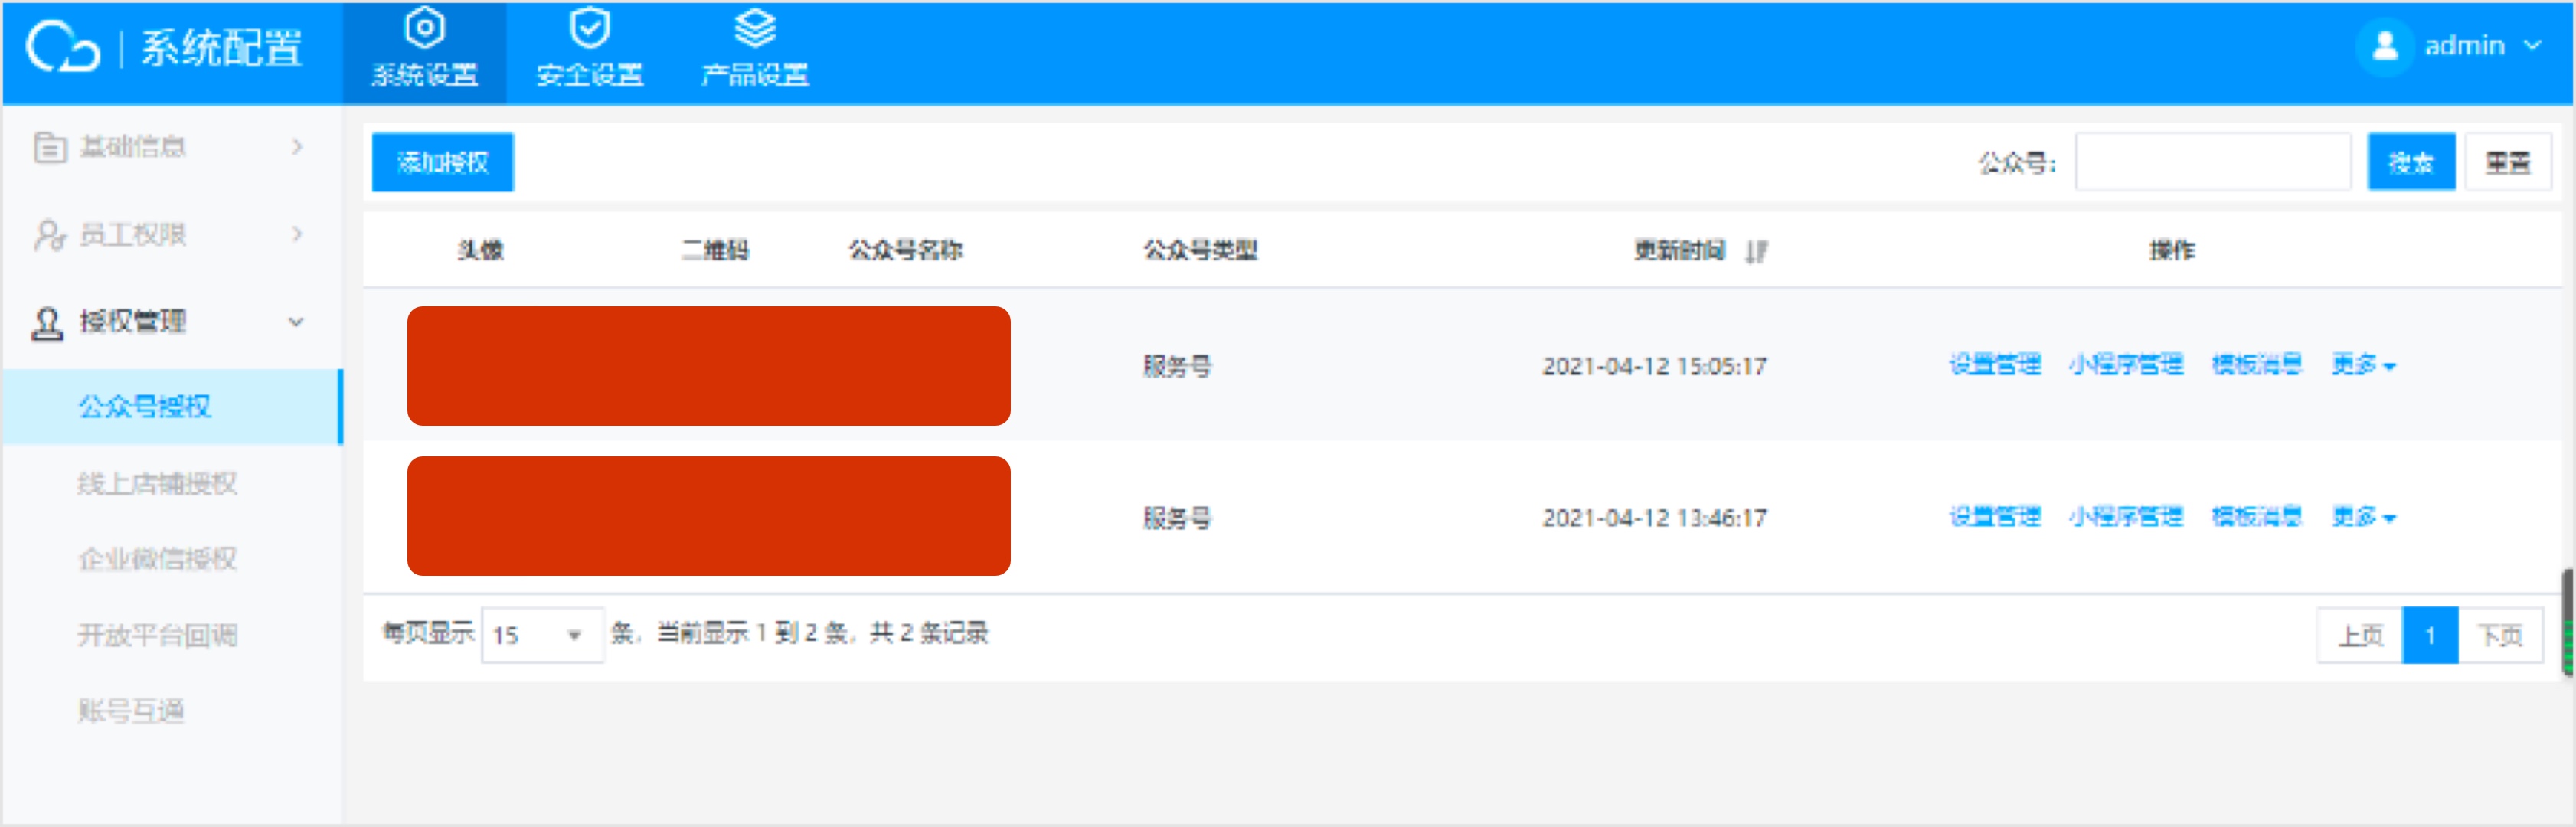 系统配置
系统设置
安全设置
产品设置
admin
基础信息
员工权限
授权管理
公众号授权
线上店铺授权
企业微信授权
开放平台回调
账号互通
添加授权
公众号：
搜索
重置
头像 二维码 公众号名称 公众号类型 更新时间 操作
服务号 2021-04-12 15:05:17 设置管理 小程序管理 模板消息 更多
服务号 2021-04-12 13:46:17 设置管理 小程序管理 模板消息 更多
每页显示 15 条，当前显示 1 到 2 条，共 2 条记录
上页 1 下页